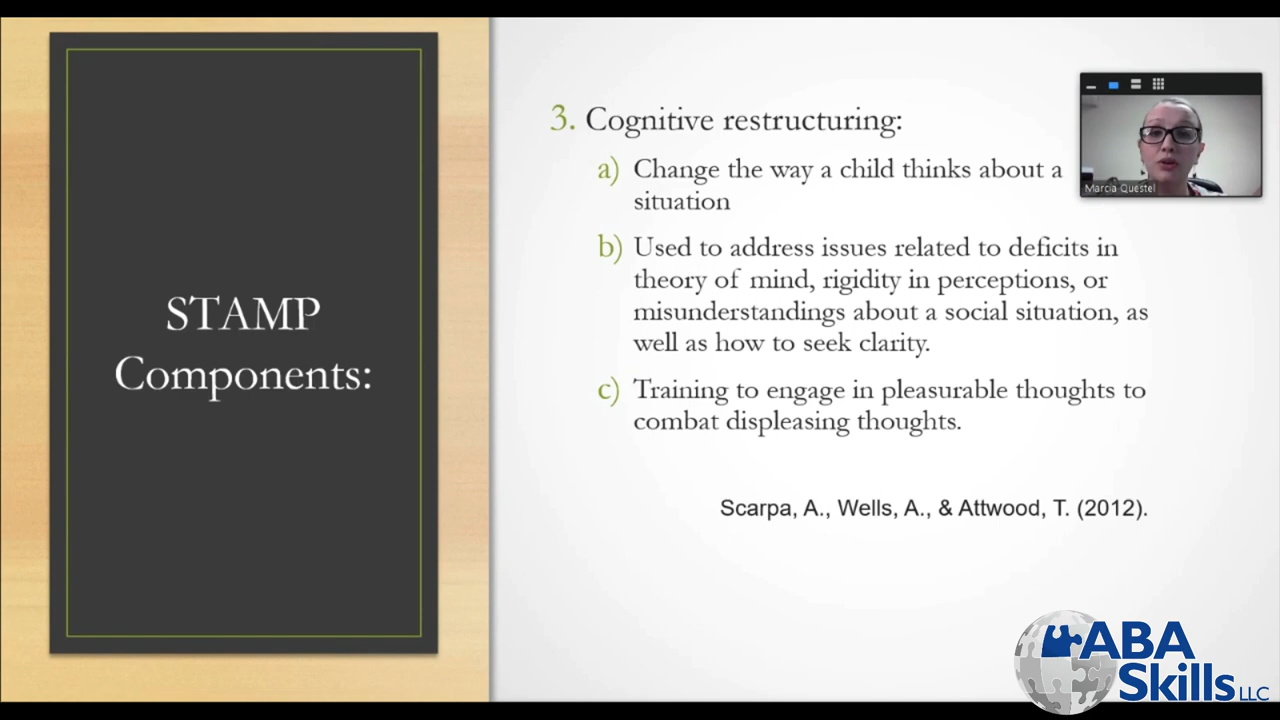 STAMP
Components:
3. Cognitive restructuring:
a) Change the way a child thinks about a
situation
b) Used to address issues related to deficits in
theory of mind, rigidity in perceptions, or
misunderstandings about a social situation, as
well as how to seek clarity.
c) Training to engage in pleasurable thoughts to
combat displeasing thoughts.
Scarpa, A., Wells, A., & Attwood, T. (2012).
Marcia Questel
ABA
Skills LLC